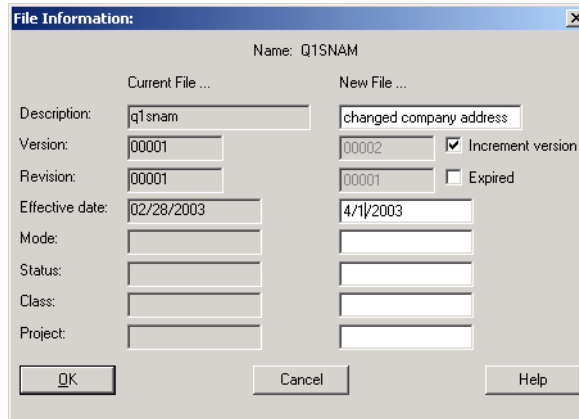 File Information:
Name: Q1SNAM
Current File ... New File ...
Description: q1snam changed company address
Version: 00001 00002 Increment version
Revision: 00001 00001 Expired
Effective date: 02/28/2003 4/1/2003
Mode:
Status:
Class:
Project:
OK Cancel Help